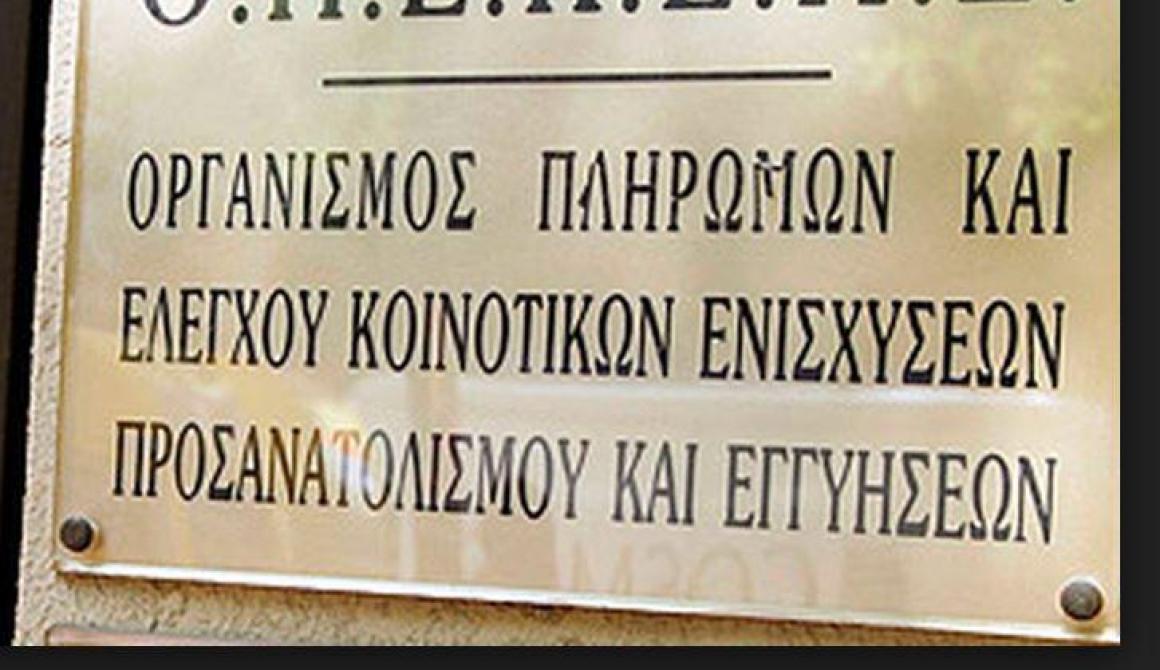 Ο.Π.Ε.Κ.Ε.Π.Ε.
ΟΡΓΑΝΙΣΜΟΣ ΠΛΗΡΩΜΩΝ ΚΑΙ
ΕΛΕΓΧΟΥ ΚΟΙΝΟΤΙΚΩΝ ΕΝΙΣΧΥΣΕΩΝ
ΠΡΟΣΑΝΑΤΟΛΙΣΜΟΥ ΚΑΙ ΕΓΓΥΗΣΕΩΝ